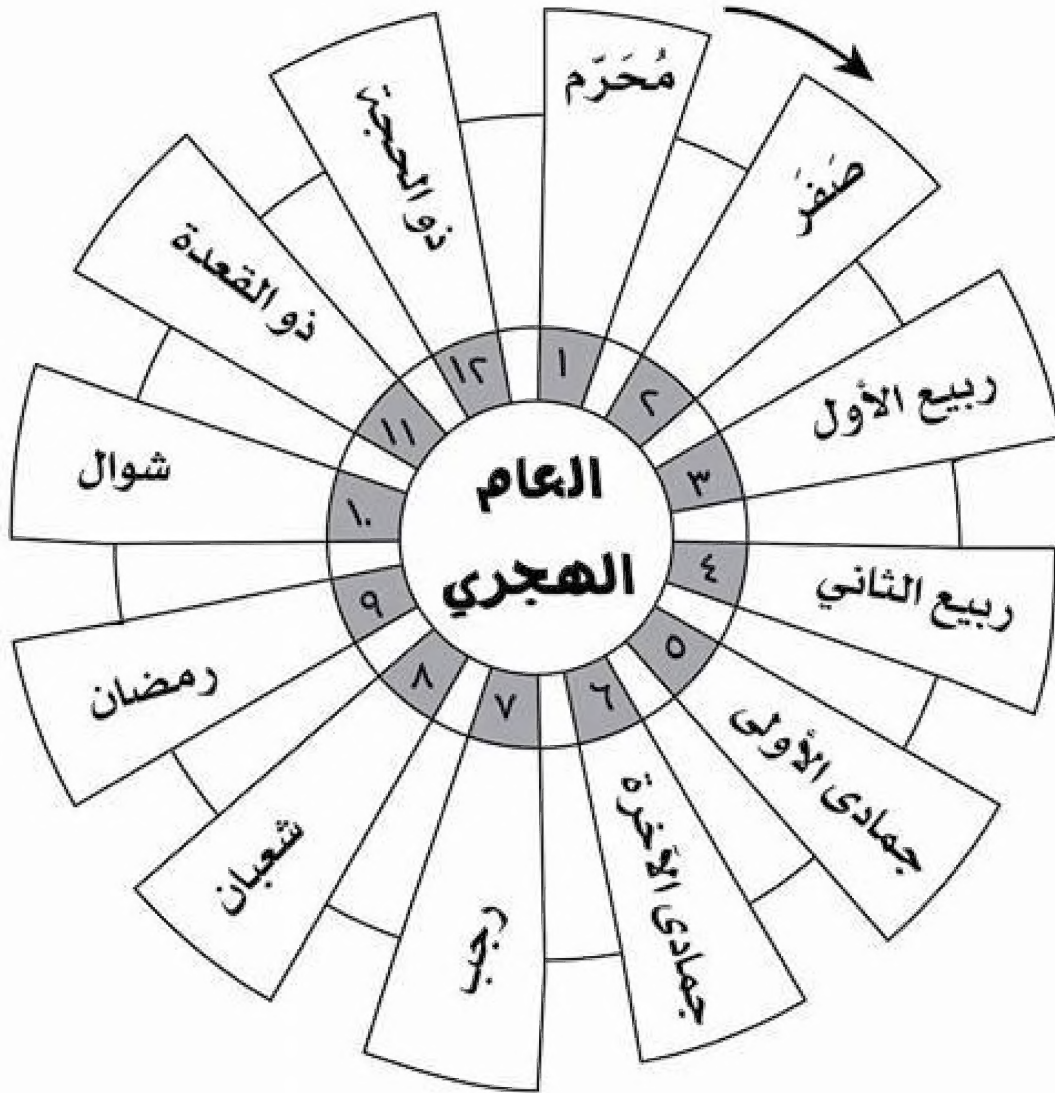 العام
الهجري
١
مُحَرَّم
٢
صَفَرَ
٣
ربيع الأول
٤
ربيع الثاني
٥
جمادى الأولى
٦
جمادى الآخرة
٧
رجب
٨
شعبان
٩
رمضان
١٠
شوال
١١
ذو القعدة
١٢
ذو الحجة